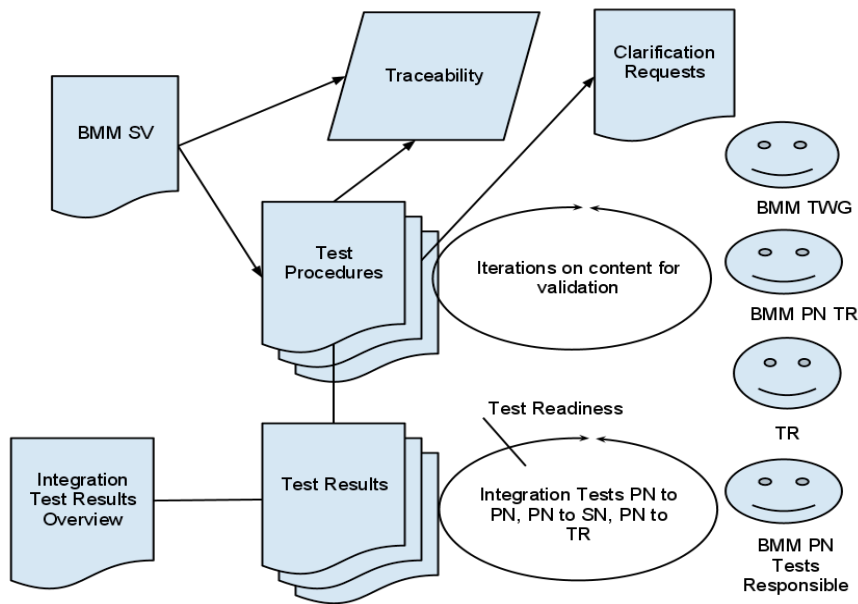 Traceability
Clarification
Requests
BMM SV
BMM TWG
Test
Procedures
Iterations on content for
validation
BMM PN TR
Test Readiness
TR
Integration
Test Results
Overview
Test Results
Integration Tests PN to
PN, PN to SN, PN to
TR
BMM PN
Tests
Responsible